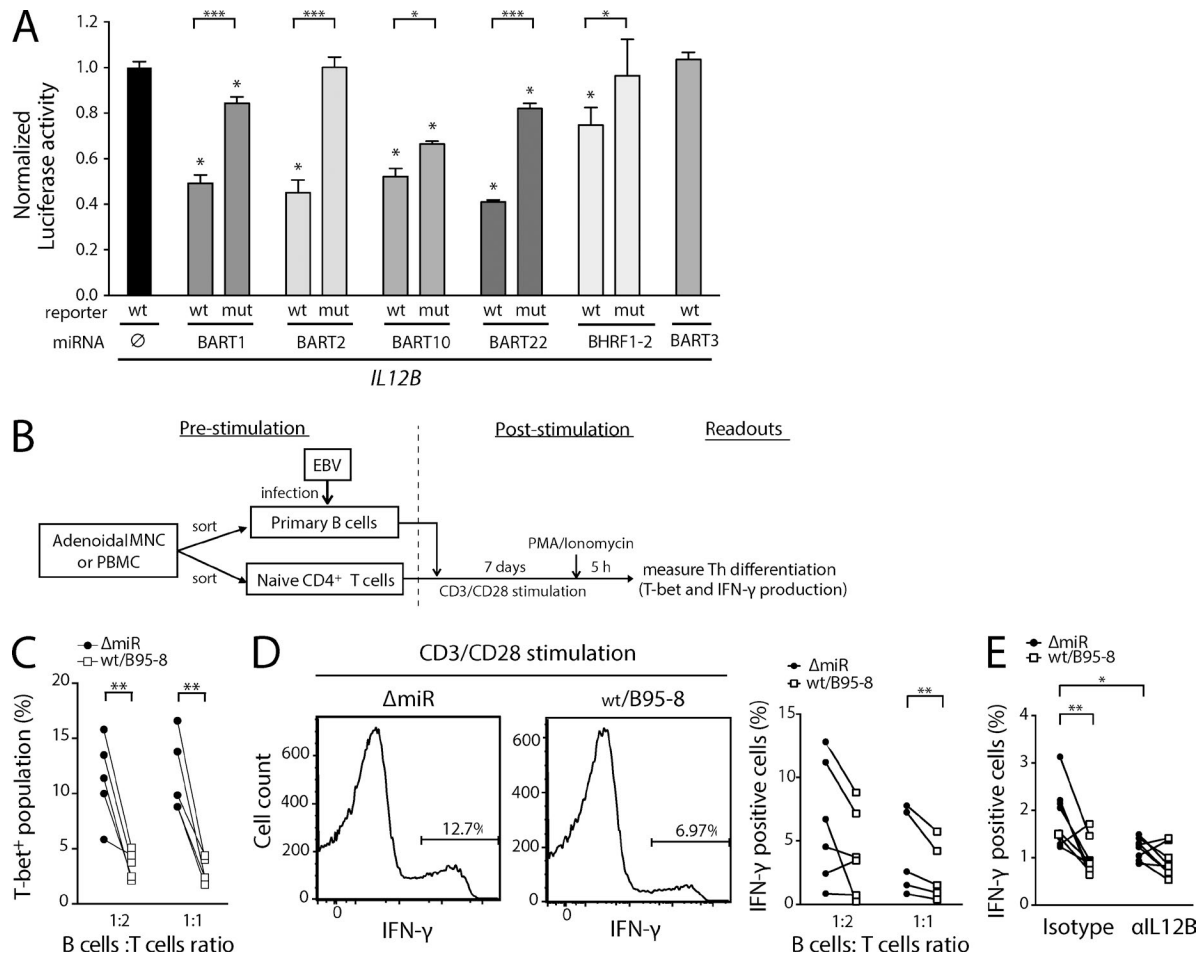 A
Normalized
Luciferase activity
1.2
1.0
0.8
0.6
0.4
0.2
0.0
*** *** * *** *
* * * * * * * * *
reporter wt wt mut wt mut wt mut wt mut wt mut wt
miRNA ∅ BART1 BART2 BART10 BART22 BHRF1-2 BART3
IL12B
B
Pre-stimulation Post-stimulation Readouts
EBV
infection
sort
Primary B cells
Adenoidal MNC
or PBMC
sort
Naive CD4+ T cells
PMA/Ionomycin
7 days 5 h
CD3/CD28 stimulation
measure Th differentiation
(T-bet and IFN-γ production)
C
ΔmiR
wt/B95-8
T-bet+ population (%)
20
15
10
5
0
** **
1:2 1:1
B cells :T cells ratio
D
CD3/CD28 stimulation
ΔmiR wt/B95-8
Cell count
600
400
200
0
12.7%
0
IFN-γ
600
400
200
0
6.97%
0
IFN-γ
ΔmiR
wt/B95-8
IFN-γ positive cells (%)
15
10
5
0
**
1:2 1:1
B cells: T cells ratio
E
ΔmiR
wt/B95-8
IFN-γ positive cells (%)
4
3
2
1
0
*
**
Isotype αIL12B